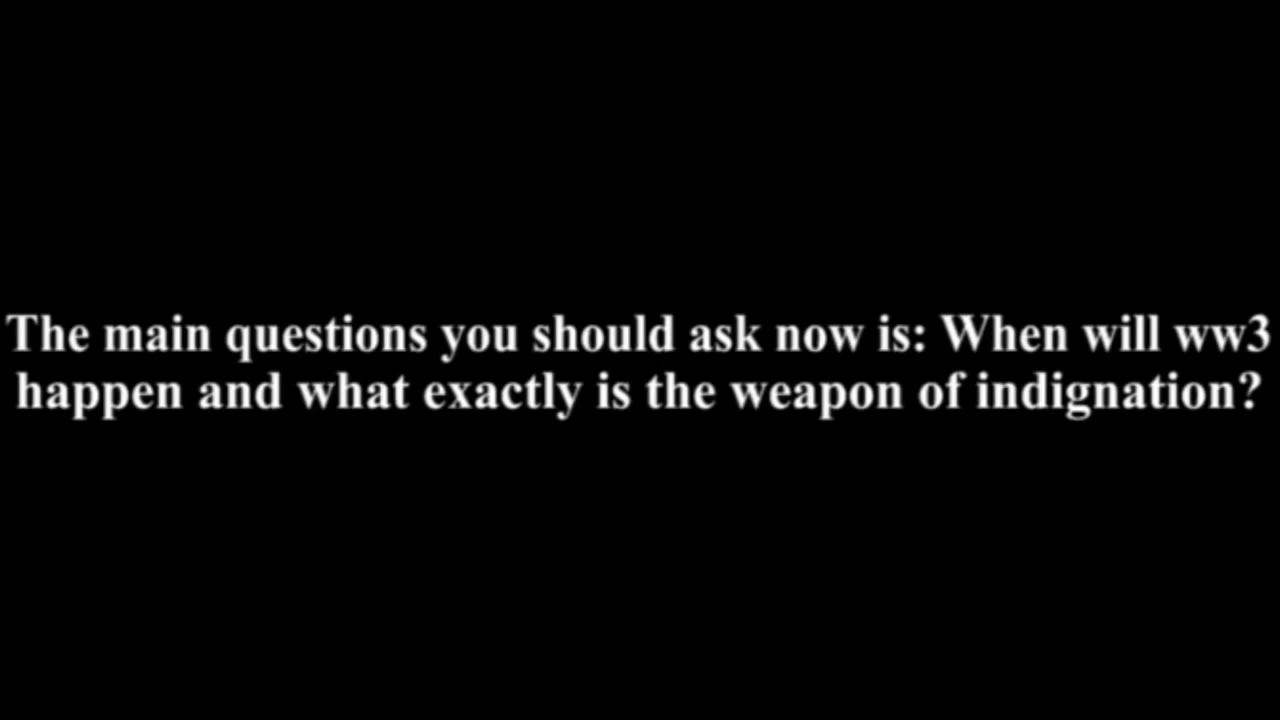 The main questions you should ask now is: When will ww3
happen and what exactly is the weapon of indignation?